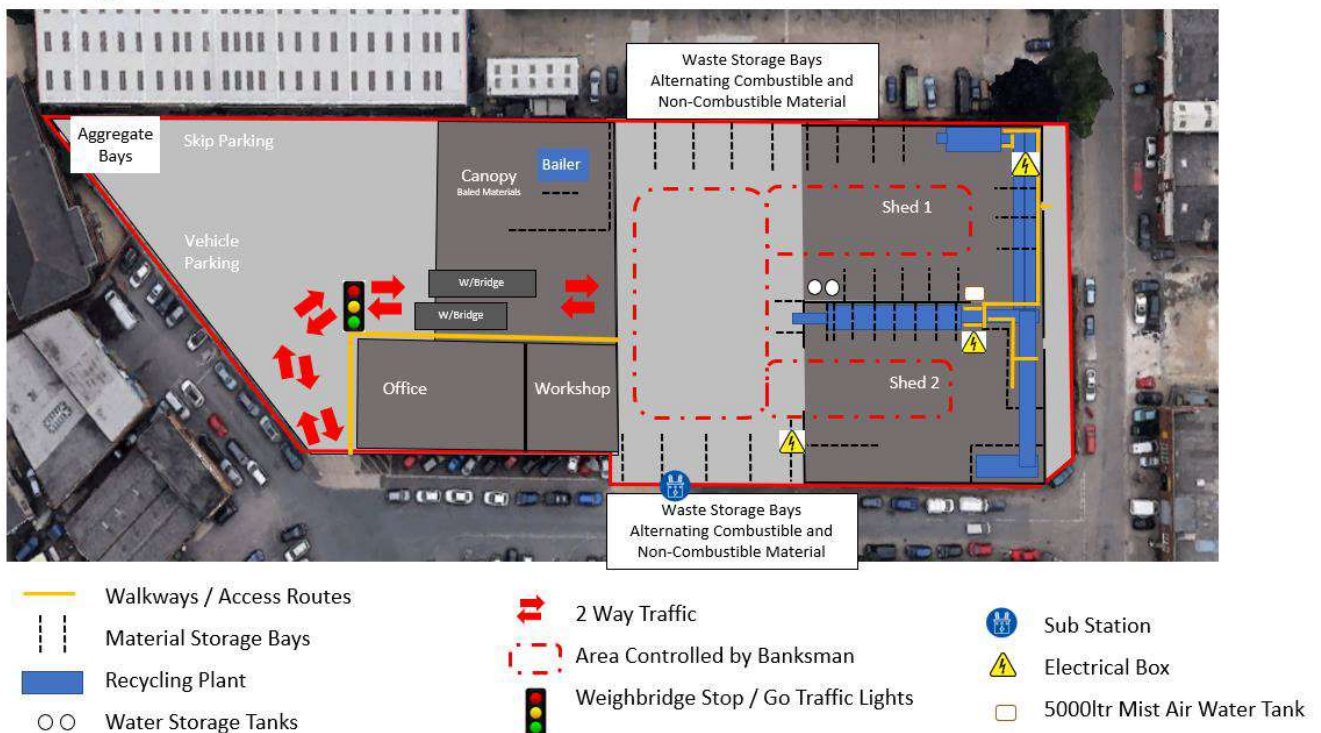 Waste Storage Bays
Alternating Combustible and
Non-Combustible Material
Aggregate
Bays
Skip Parking
Canopy
Baled Materials
Bailer
Shed 1
Vehicle
Parking
W/Bridge
W/Bridge
Office
Workshop
Shed 2
Waste Storage Bays
Alternating Combustible and
Non-Combustible Material
Walkways / Access Routes
Material Storage Bays
Recycling Plant
Water Storage Tanks
2 Way Traffic
Area Controlled by Banksman
Weighbridge Stop / Go Traffic Lights
Sub Station
Electrical Box
5000ltr Mist Air Water Tank